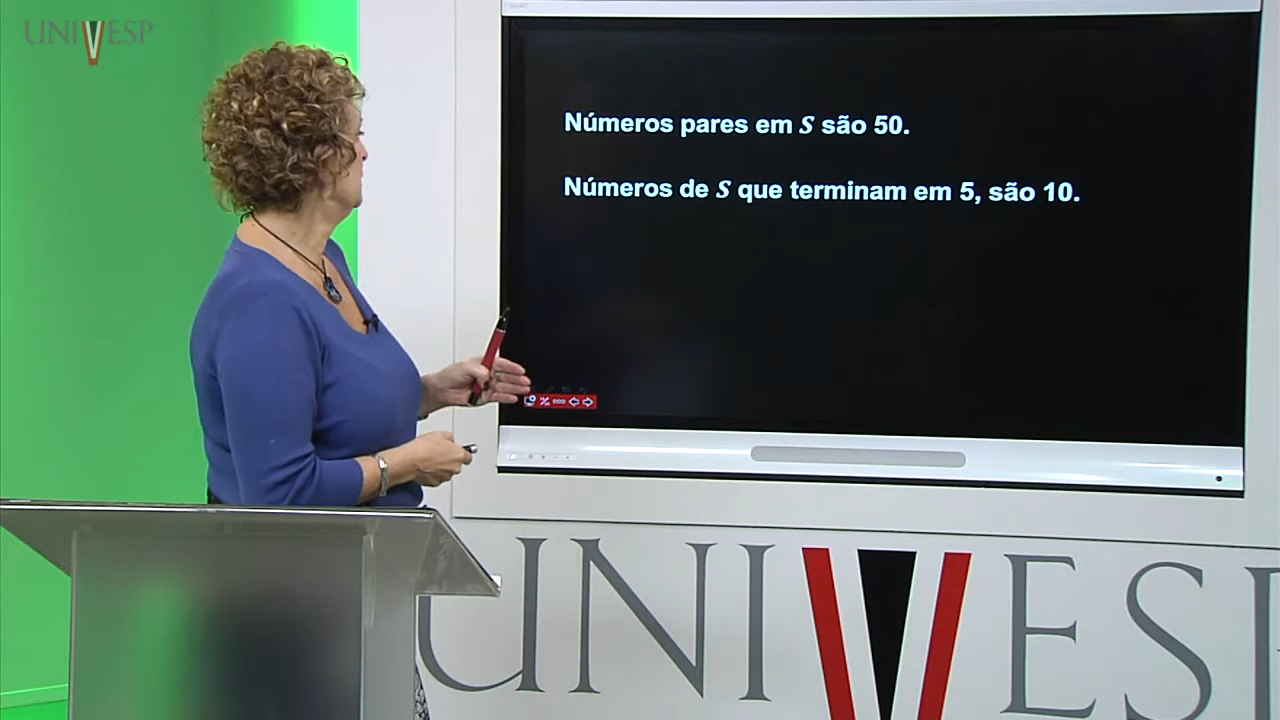 UNIVESP
Números pares em S são 50.
Números de S que terminam em 5, são 10.
UNIVESP